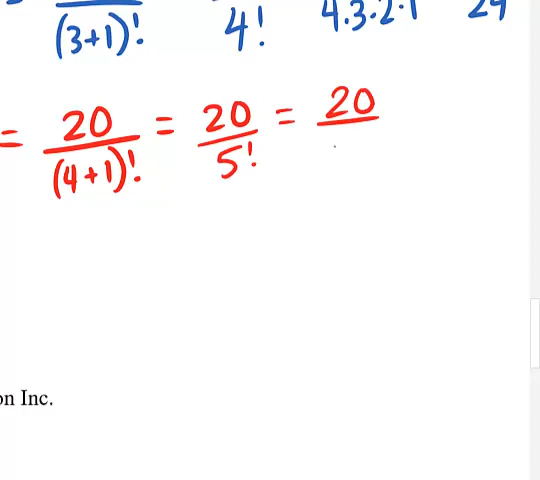 (3+1)! 4! 4·3·2·1 24
= 20/(4+1)! = 20/5! = 20
on Inc.